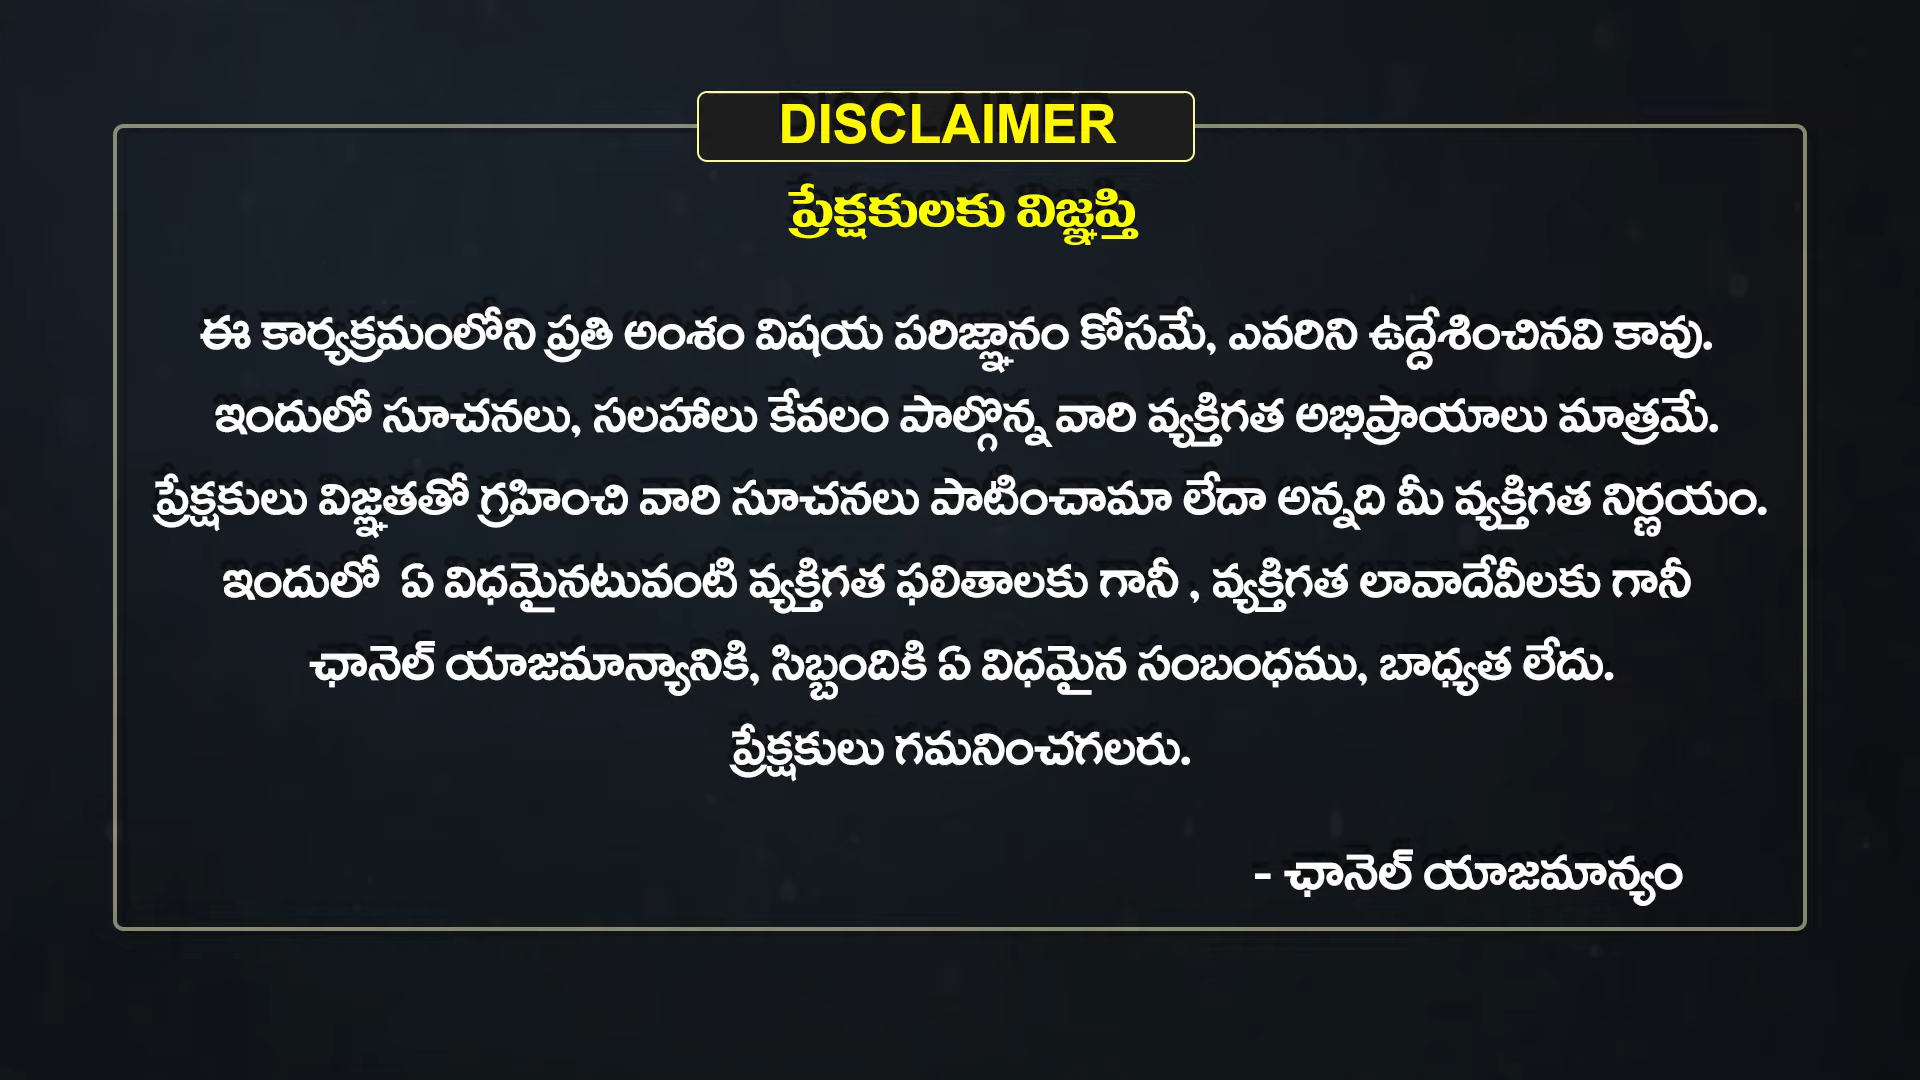 DISCLAIMER
ప్రేక్షకులకు విజ్ఞప్తి
ఈ కార్యక్రమంలోని ప్రతి అంశం విషయ పరిజ్ఞానం కోసమే, ఎవరిని ఉద్దేశించినవి కావు.
ఇందులో సూచనలు, సలహాలు కేవలం పాల్గొన్న వారి వ్యక్తిగత అభిప్రాయాలు మాత్రమే.
ప్రేక్షకులు విజ్ఞతతో గ్రహించి వారి సూచనలు పాటించామా లేదా అన్నది మీ వ్యక్తిగత నిర్ణయం.
ఇందులో  ఏ విధమైనటువంటి వ్యక్తిగత ఫలితాలకు గానీ , వ్యక్తిగత లావాదేవీలకు గానీ
ఛానెల్ యాజమాన్యానికి, సిబ్బందికి ఏ విధమైన సంబంధము, బాధ్యత లేదు.
ప్రేక్షకులు గమనించగలరు.
- ఛానెల్ యాజమాన్యం